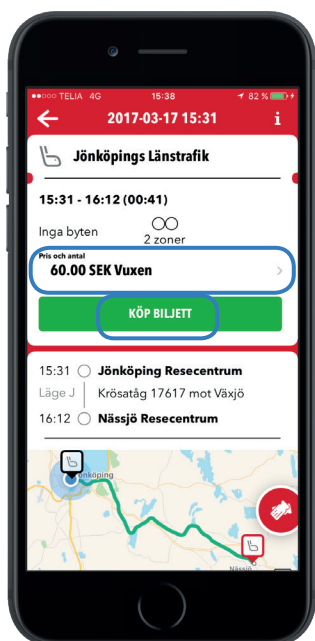 TELIA 4G 15:38 82 %
2017-03-17 15:31 i
Jönköpings Länstrafik
15:31 - 16:12 (00:41)
Inga byten
2 zoner
Pris och antal
60.00 SEK Vuxen
KÖP BILJETT
15:31 Jönköping Resecentrum
Läge J Krösatåg 17617 mot Växjö
16:12 Nässjö Resecentrum
önköping
Nässjö